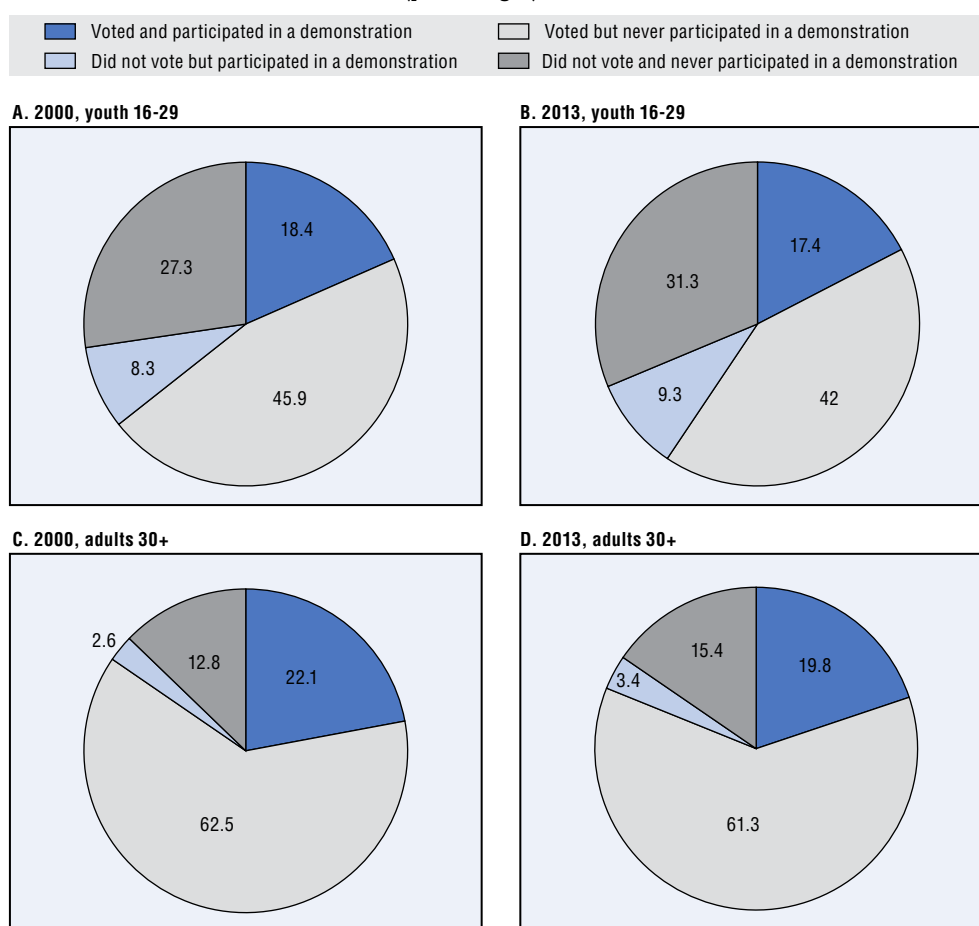 Voted and participated in a demonstration
Voted but never participated in a demonstration
Did not vote but participated in a demonstration
Did not vote and never participated in a demonstration
A. 2000, youth 16-29
B. 2013, youth 16-29
18.4
27.3
8.3
45.9
17.4
31.3
9.3
42
C. 2000, adults 30+
D. 2013, adults 30+
2.6
12.8
22.1
62.5
15.4
19.8
3.4
61.3